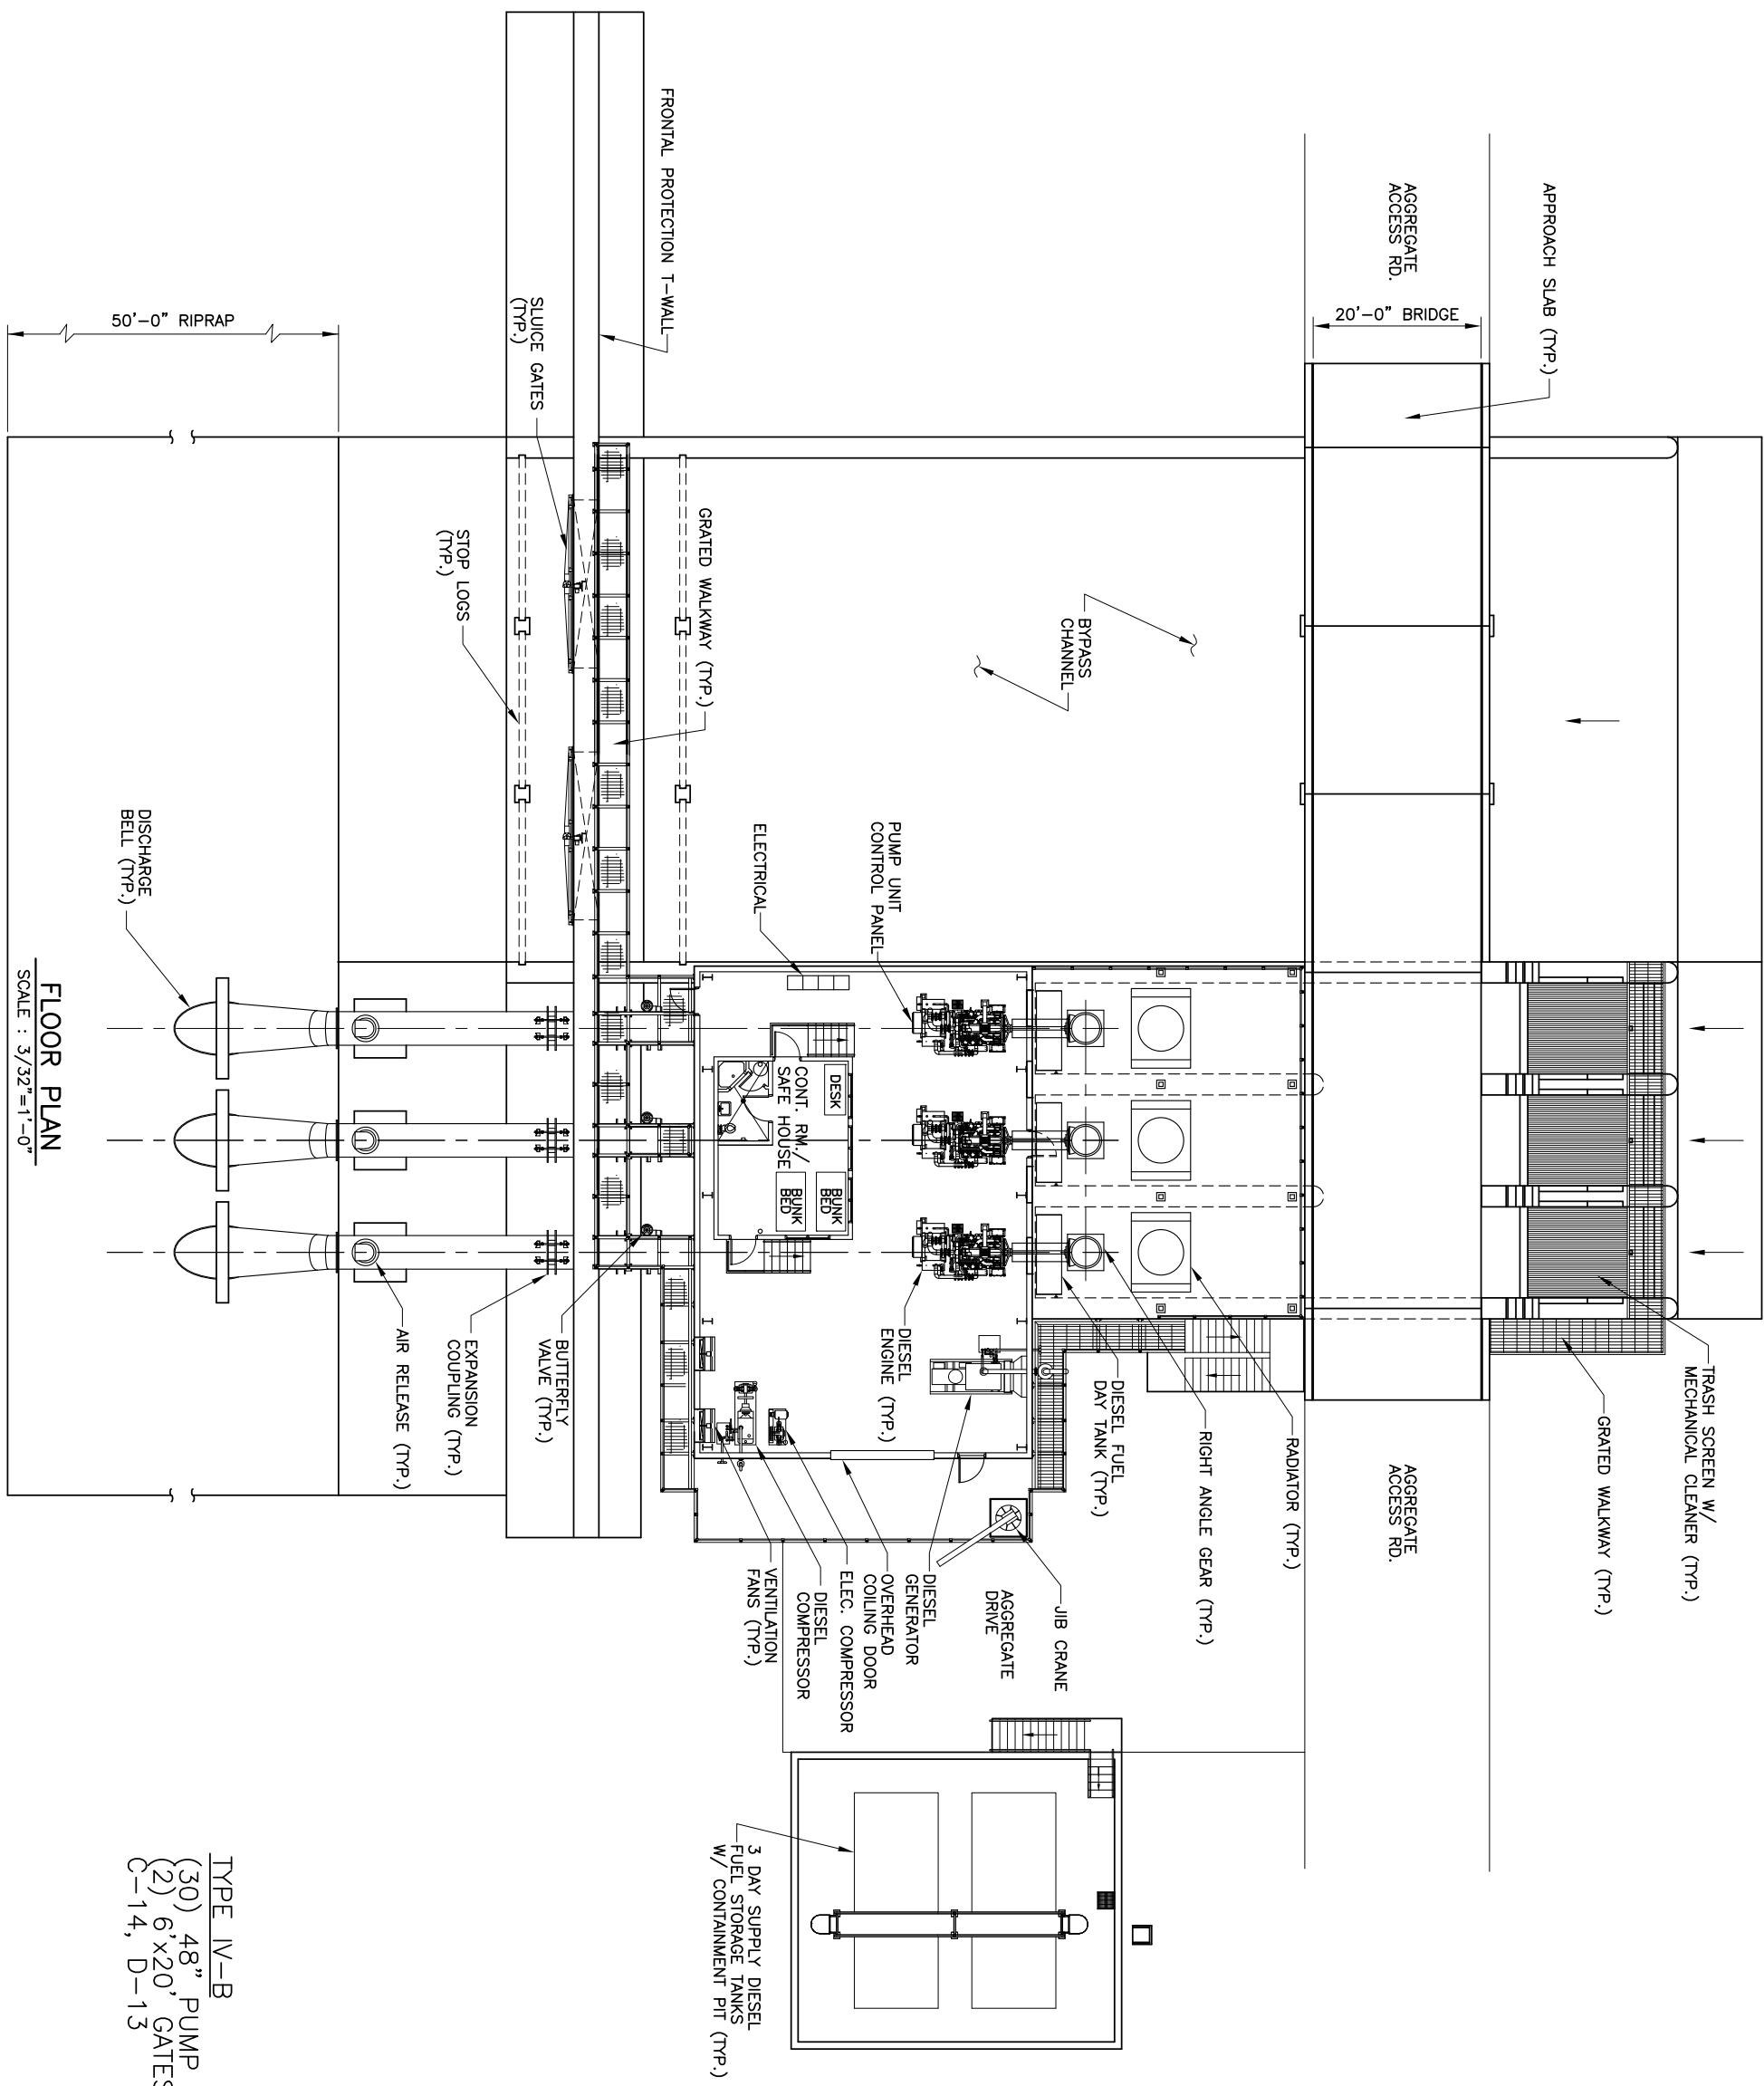 TRASH SCREEN W/
MECHANICAL CLEANER (TYP.)
GRATED WALKWAY (TYP.)
APPROACH SLAB (TYP.)
AGGREGATE
ACCESS RD.
20'-0" BRIDGE
AGGREGATE
ACCESS RD.
RADIATOR (TYP.)
RIGHT ANGLE GEAR (TYP.)
DIESEL FUEL
DAY TANK (TYP.)
JIB CRANE
AGGREGATE
DRIVE
DIESEL
GENERATOR
OVERHEAD
COILING DOOR
ELEC. COMPRESSOR
DIESEL
COMPRESSOR
VENTILATION
FANS (TYP.)
DIESEL
ENGINE (TYP.)
BYPASS
CHANNEL
PUMP UNIT
CONTROL PANEL
ELECTRICAL
DESK
BUNK
BED
BUNK
BED
CONT. RM./
SAFE HOUSE
GRATED WALKWAY (TYP.)
FRONTAL PROTECTION T-WALL
SLUICE GATES
(TYP.)
STOP LOGS
(TYP.)
BUTTERFLY
VALVE (TYP.)
EXPANSION
COUPLING (TYP.)
AIR RELEASE (TYP.)
DISCHARGE
BELL (TYP.)
50'-0" RIPRAP
3 DAY SUPPLY DIESEL
FUEL STORAGE TANKS
W/ CONTAINMENT PIT (TYP.)
FLOOR PLAN
SCALE : 3/32"=1'-0"
TYPE IV-B
(30) 48" PUMP
(2) 6'x20' GATES
C-14, D-13